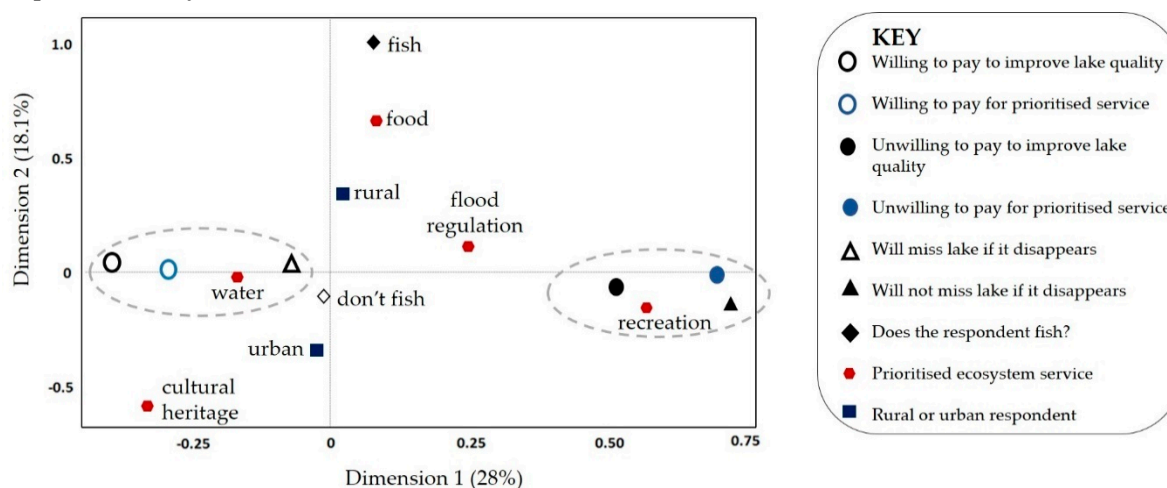 1.0
fish
food
0.5
rural
flood
regulation
0
water
don't fish
recreation
urban
-0.5
cultural
heritage
-0.25
0
0.25
0.50
0.75
Dimension 1 (28%)
Dimension 2 (18.1%)
KEY
Willing to pay to improve lake quality
Willing to pay for prioritised service
Unwilling to pay to improve lake
quality
Unwilling to pay for prioritised service
Will miss lake if it disappears
Will not miss lake if it disappears
Does the respondent fish?
Prioritised ecosystem service
Rural or urban respondent